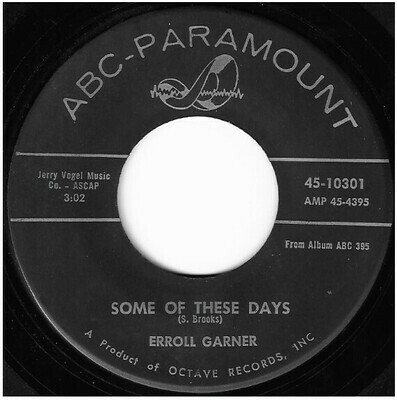 ABC-PARAMOUNT
Jerry Vogel Music
Co. - ASCAP
3:02
45-10301
AMP 45-4395
From Album ABC 395
SOME OF THESE DAYS
(S. Brooks)
ERROLL GARNER
A Product of OCTAVE RECORDS, INC